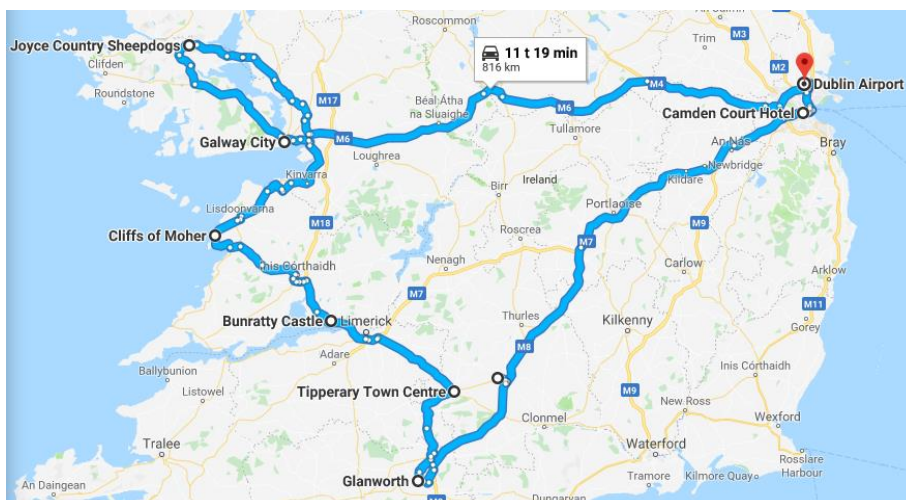 Roscommon
An Cabhán
M3
Trim
Joyce Country Sheepdogs
Clifden
Roundstone
11 t 19 min
816 km
M2
Dublin Airport
M4
M17
Béal Átha
na Sluaighe
M6
Camden Court Hotel
Galway City
M6
Tullamore
An Nás
Bray
Loughrea
Newbridge
Kinvarra
Birr
Ireland
Kildare
Lisdoonvarna
M18
Portlaoise
Roscrea
M7
M9
Cliffs of Moher
Inis Córthaidh
Nenagh
Carlow
Arklow
M7
M11
Bunratty Castle
Limerick
Thurles
Kilkenny
Gorey
Adare
M8
Ballybunion
Inis Córthaidh
Listowel
Tipperary Town Centre
M9
New Ross
Clonmel
Wexford
Tralee
Waterford
Rosslare
Harbour
Glanworth
Tramore
Kilmore Quay
An Daingean
Dungarvan